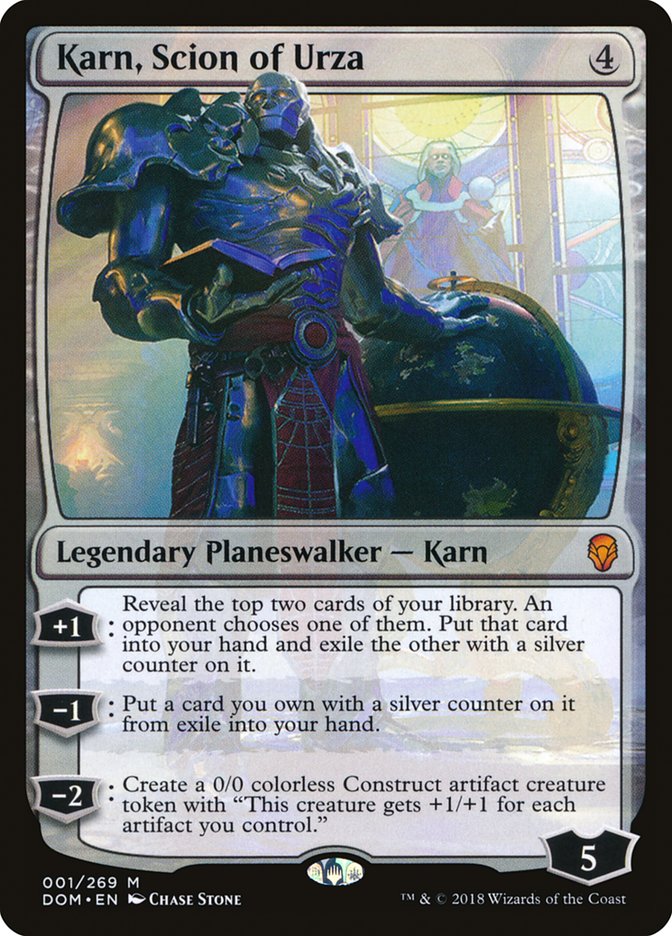 Karn, Scion of Urza 4
Legendary Planeswalker — Karn
+1 : Reveal the top two cards of your library. An
opponent chooses one of them. Put that card
into your hand and exile the other with a silver
counter on it.
−1 : Put a card you own with a silver counter on it
from exile into your hand.
−2 : Create a 0/0 colorless Construct artifact creature
token with “This creature gets +1/+1 for each
artifact you control.”
5
001/269 M
DOM • EN Chase Stone
™ & © 2018 Wizards of the Coast